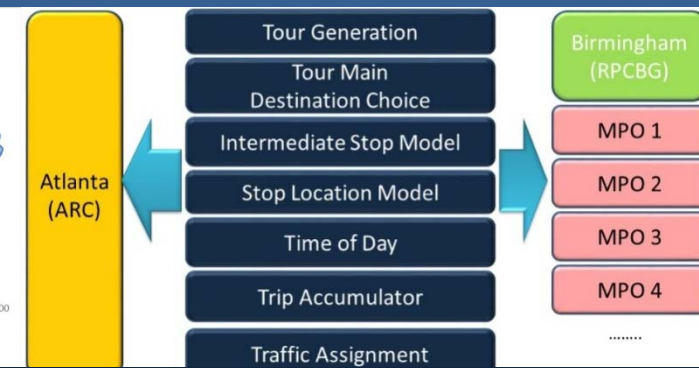 Tour Generation
Tour Main
Destination Choice
Intermediate Stop Model
Stop Location Model
Time of Day
Trip Accumulator
Traffic Assignment
Atlanta
(ARC)
Birmingham
(RPCBG)
MPO 1
MPO 2
MPO 3
MPO 4
........